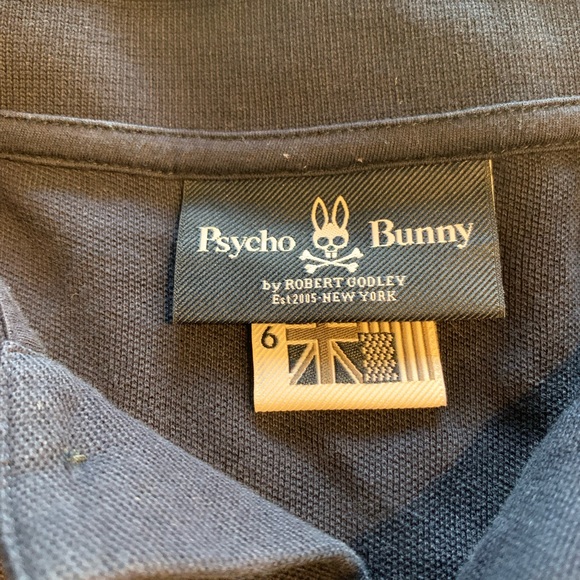 Psycho Bunny
by ROBERT GODLEY
Est2005-NEW YORK
6